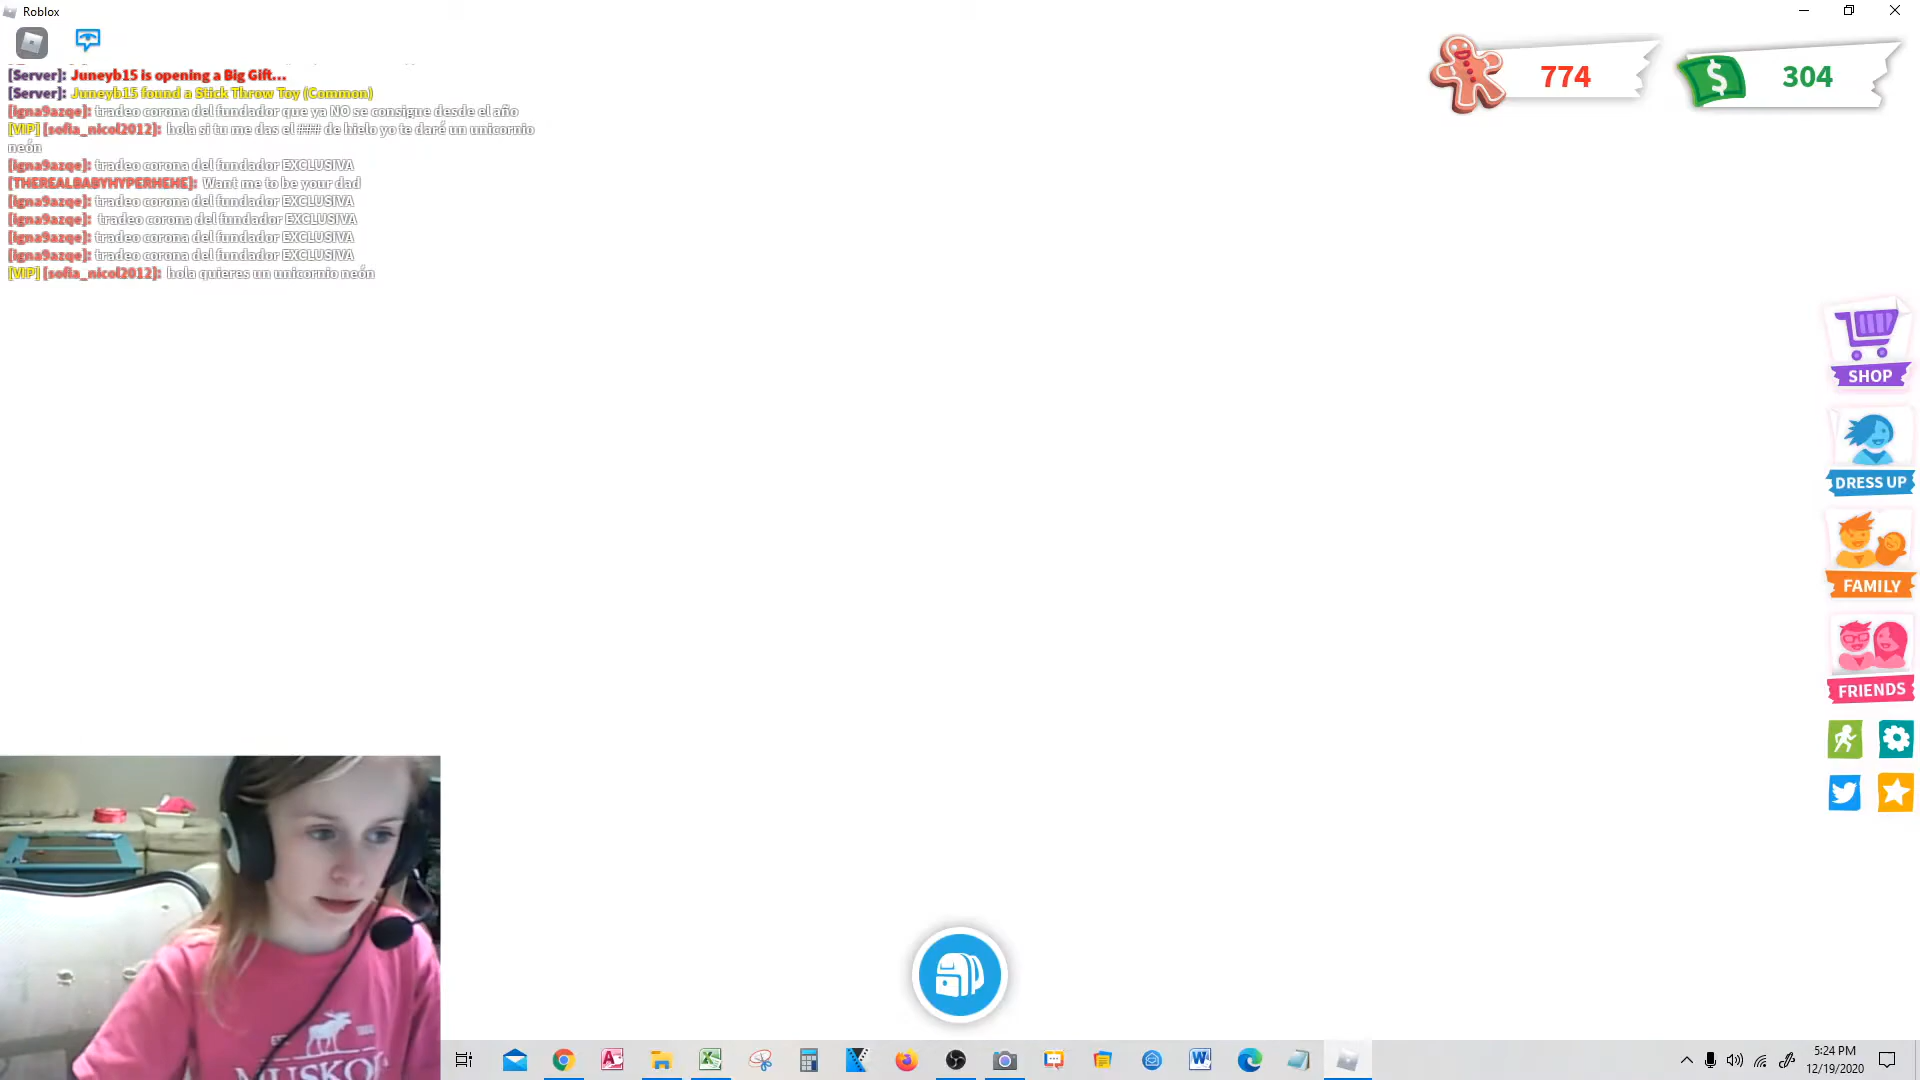 Roblox
774
304
[Server]: Juneyb15 is opening a Big Gift...
[Server]: Juneyb15 found a Stick Throw Toy (Common)
[igna9azqe]: tradeo corona del fundador que ya NO se consigue desde el año
[VIP] [sofia_nicol2012]: hola si tu me das el ### de hielo yo te daré un unicornio
neón
[igna9azqe]: tradeo corona del fundador EXCLUSIVA
[THEREALBABYHYPERHEHE]: Want me to be your dad
[igna9azqe]: tradeo corona del fundador EXCLUSIVA
[igna9azqe]: tradeo corona del fundador EXCLUSIVA
[igna9azqe]: tradeo corona del fundador EXCLUSIVA
[igna9azqe]: tradeo corona del fundador EXCLUSIVA
[VIP] [sofia_nicol2012]: hola quieres un unicornio neón
SHOP
DRESS UP
FAMILY
FRIENDS
5:24 PM
12/19/2020